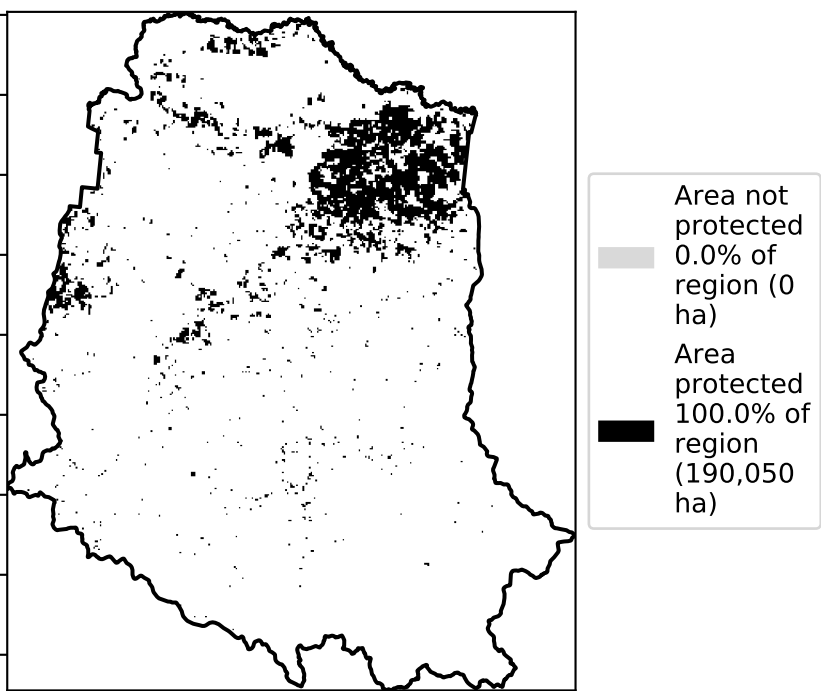 Area not
protected
0.0% of
region (0
ha)
Area
protected
100.0% of
region
(190,050
ha)